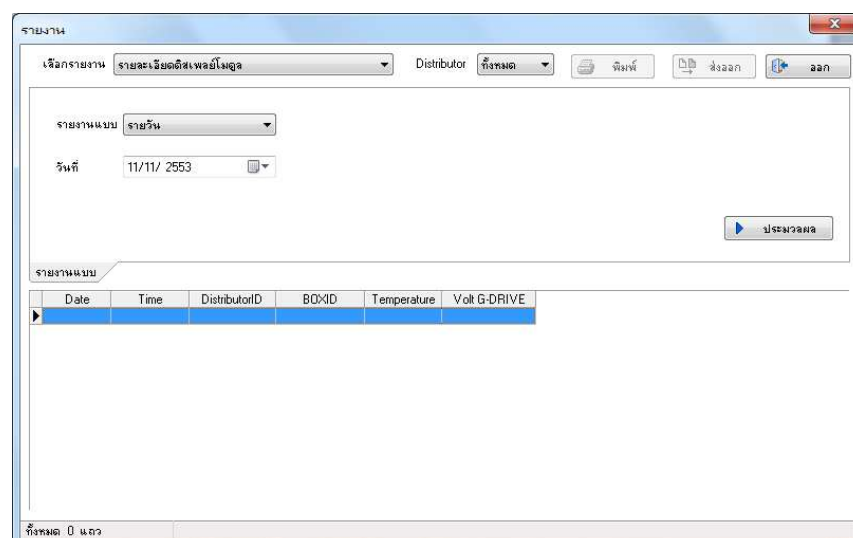 รายงาน
เลือกรายงาน รายละเอียดดิสเพลย์โมดูล Distributor ทั้งหมด พิมพ์ ส่งออก ออก
รายงานแบบ รายวัน
วันที่ 11/11/ 2553
ประมวลผล
รายงานแบบ
Date Time DistributorID BOXID Temperature Volt G-DRIVE
ทั้งหมด 0 แถว